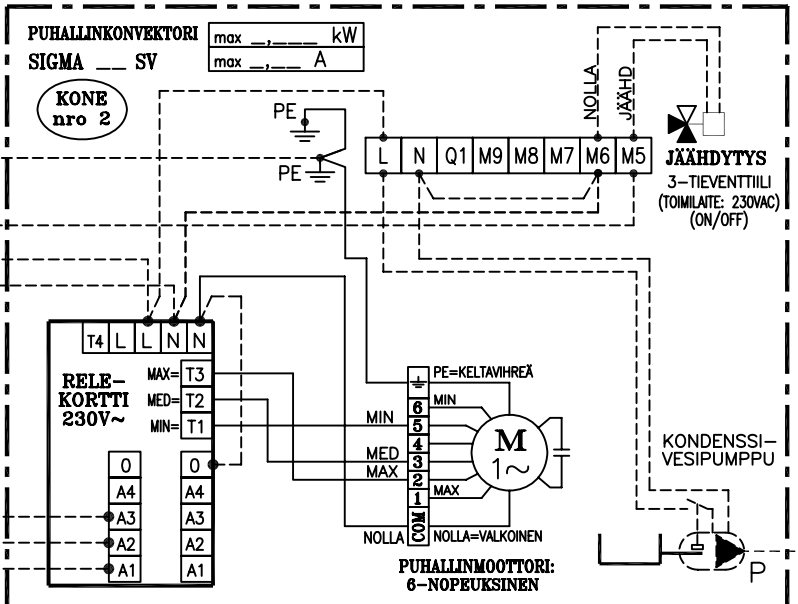 PUHALLINKONVEKTORI
SIGMA __ SV
max _,___ kW
max _,__ A
KONE
nro 2
PE
PE
NOLLA
JÄÄHD
L N Q1 M9 M8 M7 M6 M5
JÄÄHDYTYS
3-TIEVENTTIILI
(TOIMILAITE: 230VAC)
(ON/OFF)
T4 L L N N
RELE-
KORTTI
230V~
MAX= T3
MED= T2
MIN= T1
0 0
A4 A4
A3 A3
A2 A2
A1 A1
PE=KELTAVIHREÄ
6 MIN
MIN 5
4
MED 3
MAX 2
1 MAX
NOLLA COM NOLLA=VALKOINEN
M
1~
PUHALLINMOOTTORI:
6-NOPEUKSINEN
KONDENSSI-
VESIPUMPPU
P